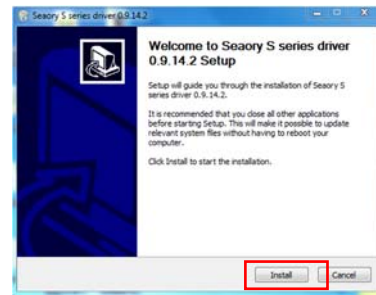 Seaory S series driver 0.9.14.2
Welcome to Seaory S series driver
0.9.14.2 Setup
Setup will guide you through the installation of Seaory S
series driver 0.9.14.2.
It is recommended that you close all other applications
before starting Setup. This will make it possible to update
relevant system files without having to reboot your
computer.
Click Install to start the installation.
Install
Cancel